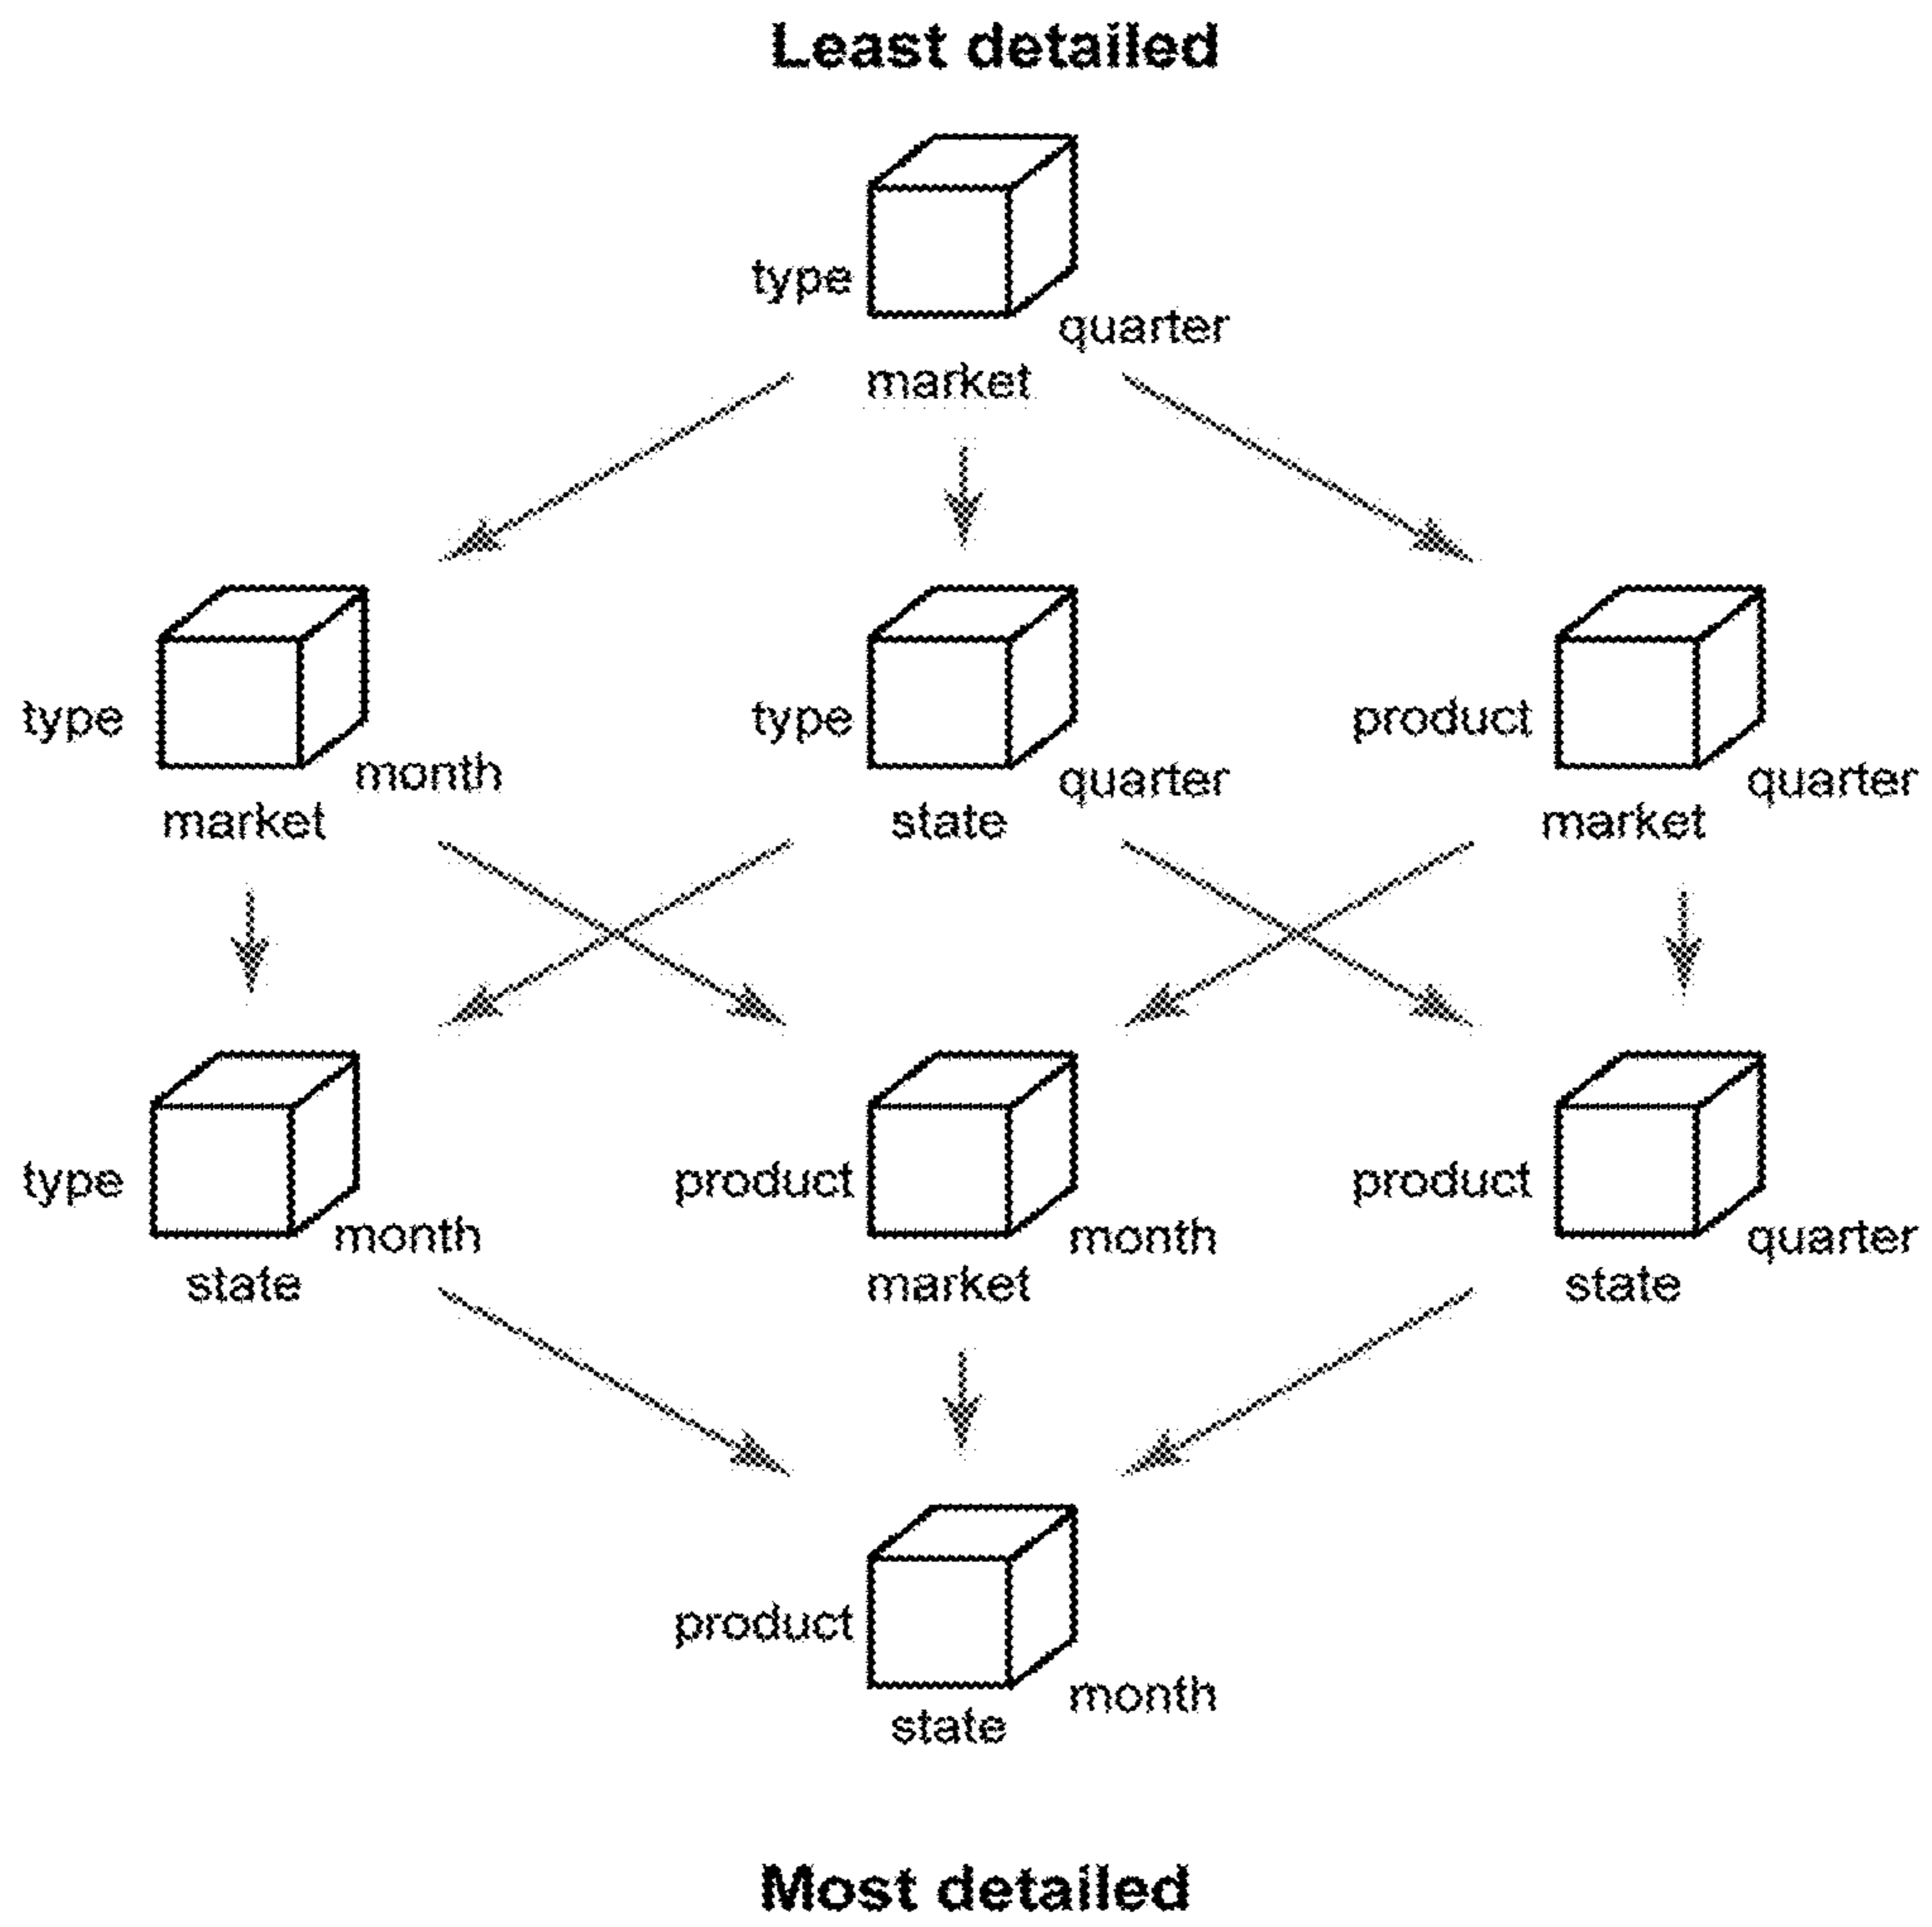 Least detailed
type
quarter
market
type
month
market
type
quarter
state
product
quarter
market
type
month
state
product
month
market
product
quarter
state
product
month
state
Most detailed